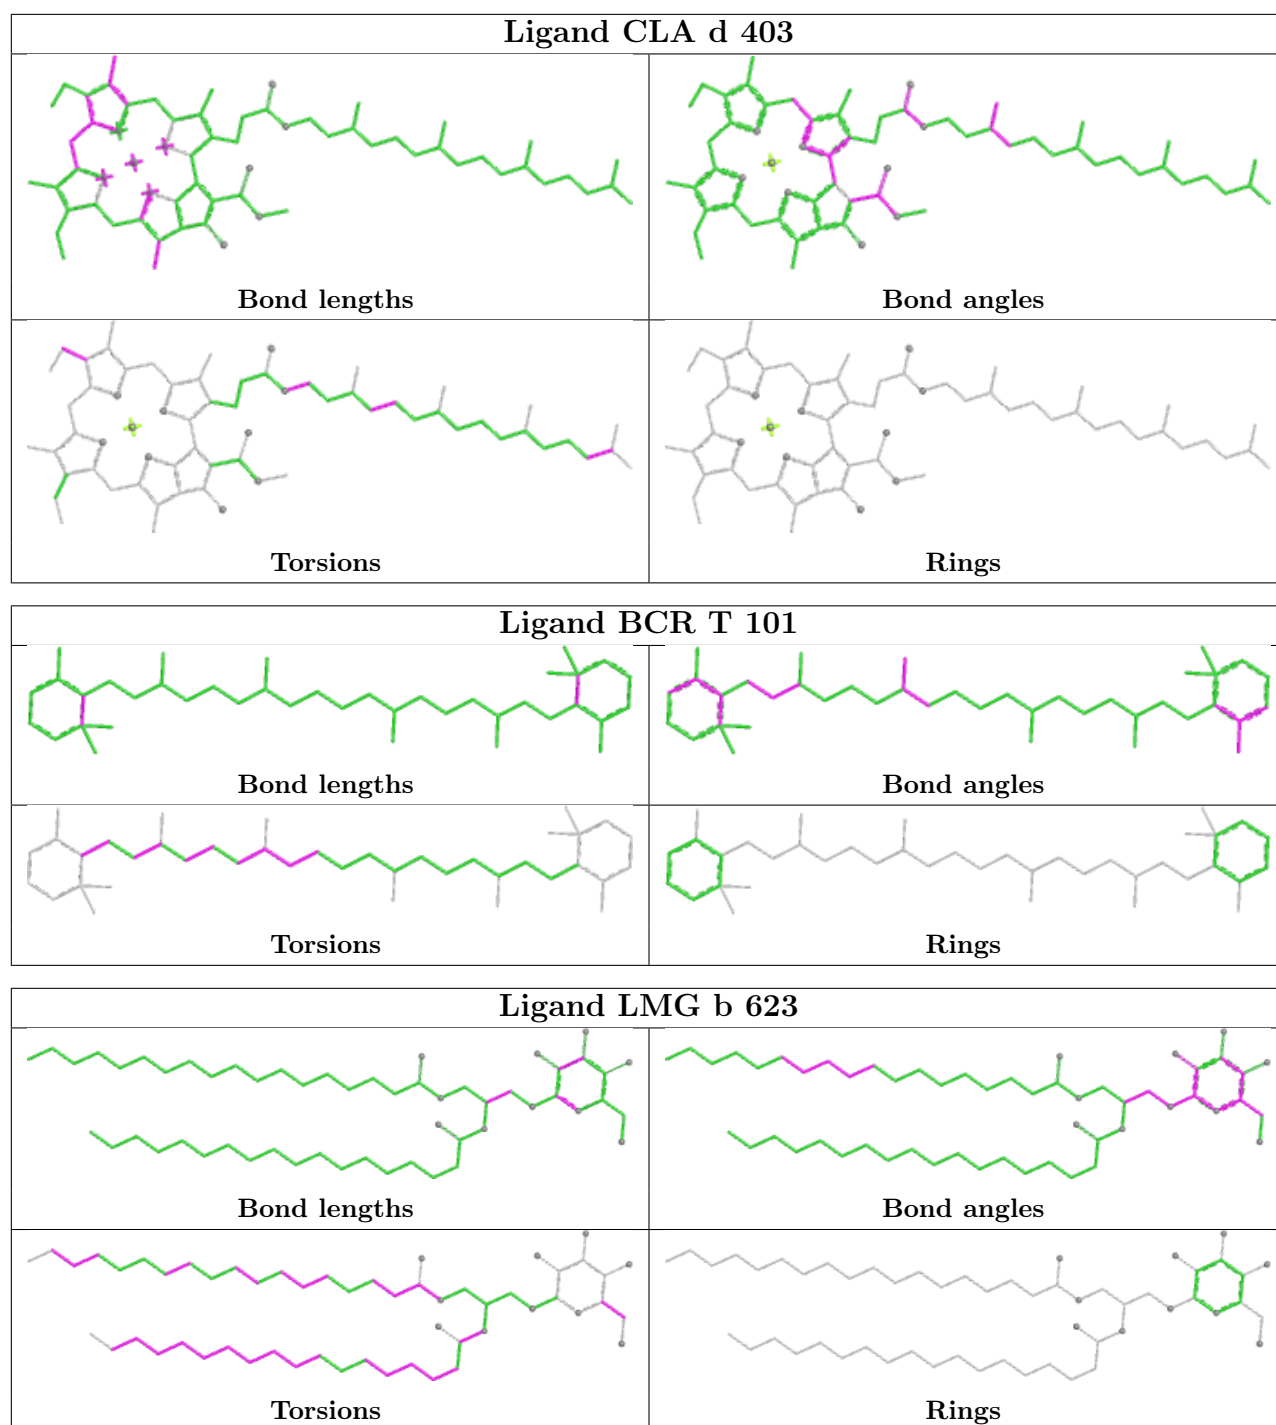 Ligand CLA d 403
Bond lengths
Bond angles
Torsions
Rings
Ligand BCR T 101
Bond lengths
Bond angles
Torsions
Rings
Ligand LMG b 623
Bond lengths
Bond angles
Torsions
Rings